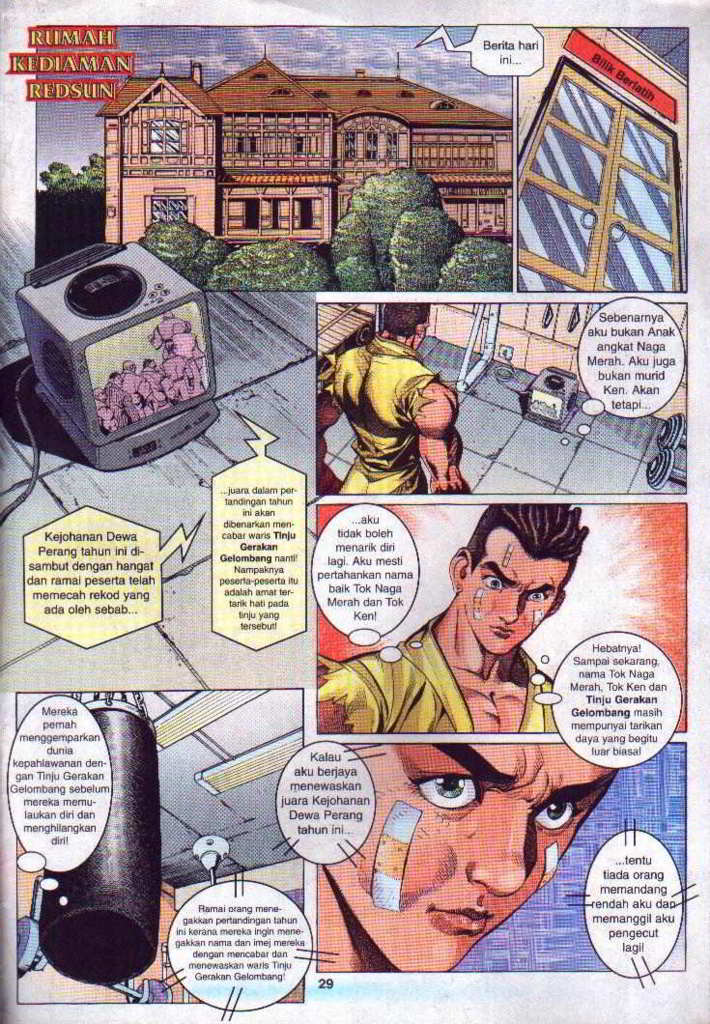 RUMAH
KEDIAMAN
REDSUN
Berita hari
ini...
Bilik Berlatih
Sebenarnya
aku bukan Anak
angkat Naga
Merah. Aku juga
bukan murid
Ken. Akan
tetapi...
Kejohanan Dewa
Perang tahun ini di-
sambut dengan hangat
dan ramai peserta telah
memecah rekod yang
ada oleh sebab...
...juara dalam per-
tandingan tahun
ini akan
dibenarkan men-
cabar waris Tinju
Gerakan
Gelombang nanti!
Nampaknya
peserta-peserta itu
adalah amat ter-
tarik hati pada
tinju yang
tersebut!
...aku
tidak boleh
menarik diri
lagi. Aku mesti
pertahankan nama
baik Tok Naga
Merah dan Tok
Ken!
Hebatnya!
Sampai sekarang,
nama Tok Naga
Merah, Tok Ken dan
Tinju Gerakan
Gelombang masih
mempunyai tarikan
daya yang begitu
luar biasa!
Mereka
pernah
menggemparkan
dunia
kepahlawanan den-
gan Tinju Gerakan
Gelombang sebelum
mereka memu-
laukan diri dan
menghilangkan
diri!
Ramai orang mene-
gakkan pertandingan tahun
ini kerana mereka ingin mene-
gakkan nama dan imej mereka
dengan mencabar dan
menewaskan waris Tinju
Gerakan Gelombang!
Kalau
aku berjaya
menewaskan
juara Kejohanan
Dewa Perang
tahun ini...
...tentu
tiada orang
memandang
rendah aku dan
memanggil aku
pengecut
lagi!
29